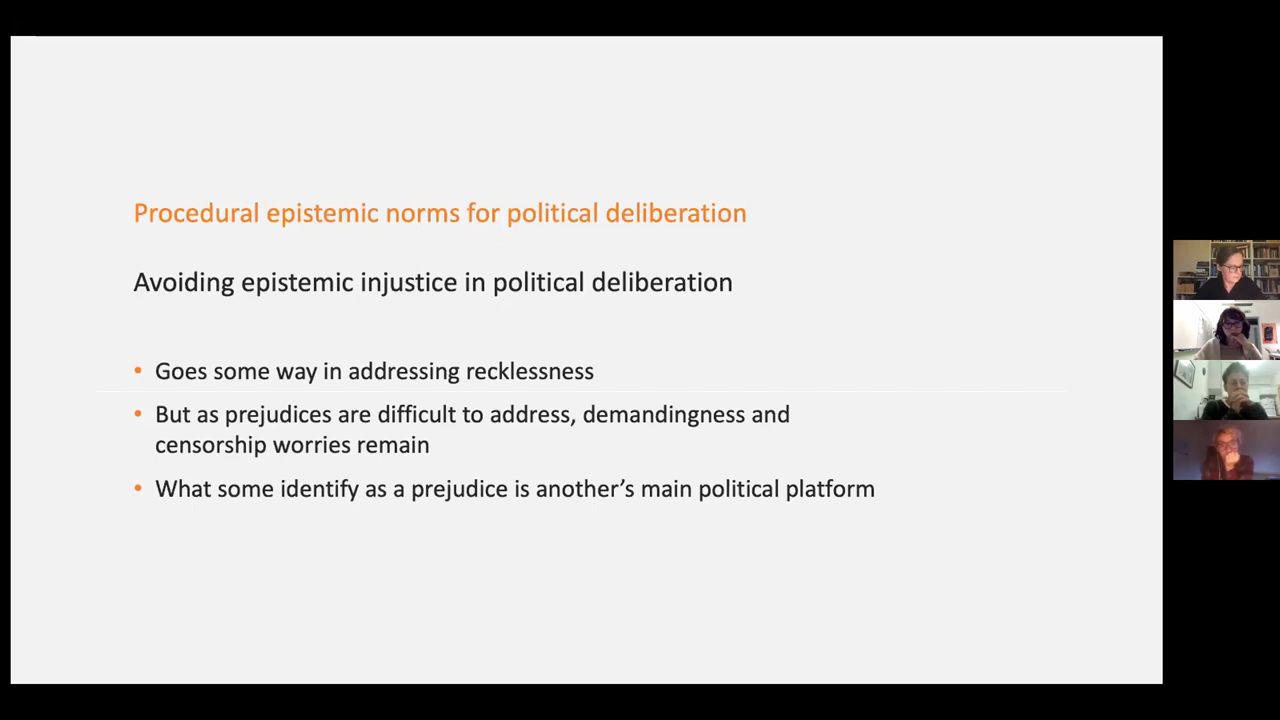 Procedural epistemic norms for political deliberation
Avoiding epistemic injustice in political deliberation
• Goes some way in addressing recklessness
• But as prejudices are difficult to address, demandingness and
censorship worries remain
• What some identify as a prejudice is another’s main political platform